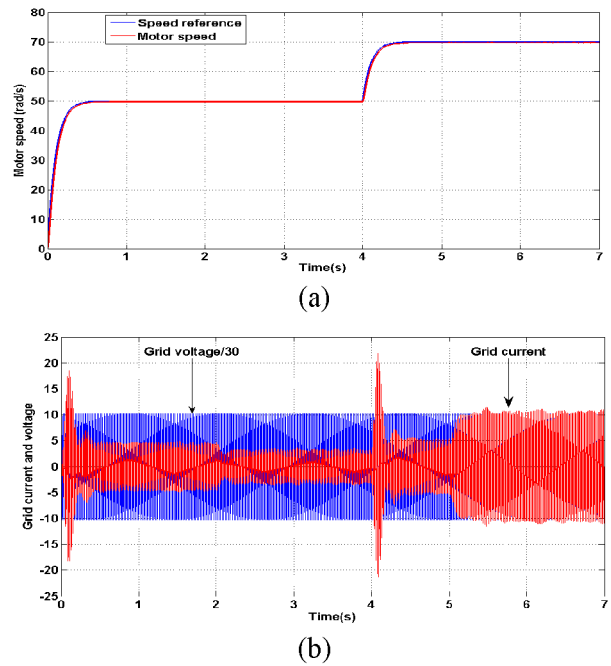 Speed reference
Motor speed
80
70
60
50
40
30
20
10
0
Motor speed (rad/s)
0 1 2 3 4 5 6 7
Time(s)
(a)
25
20
15
10
5
0
-5
-10
-15
-20
-25
Grid current and voltage
Grid voltage/30
Grid current
0 1 2 3 4 5 6 7
Time(s)
(b)